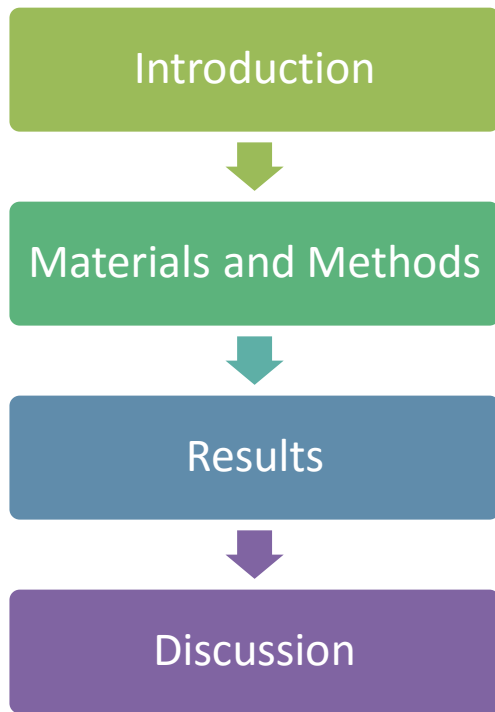 Introduction
Materials and Methods
Results
Discussion